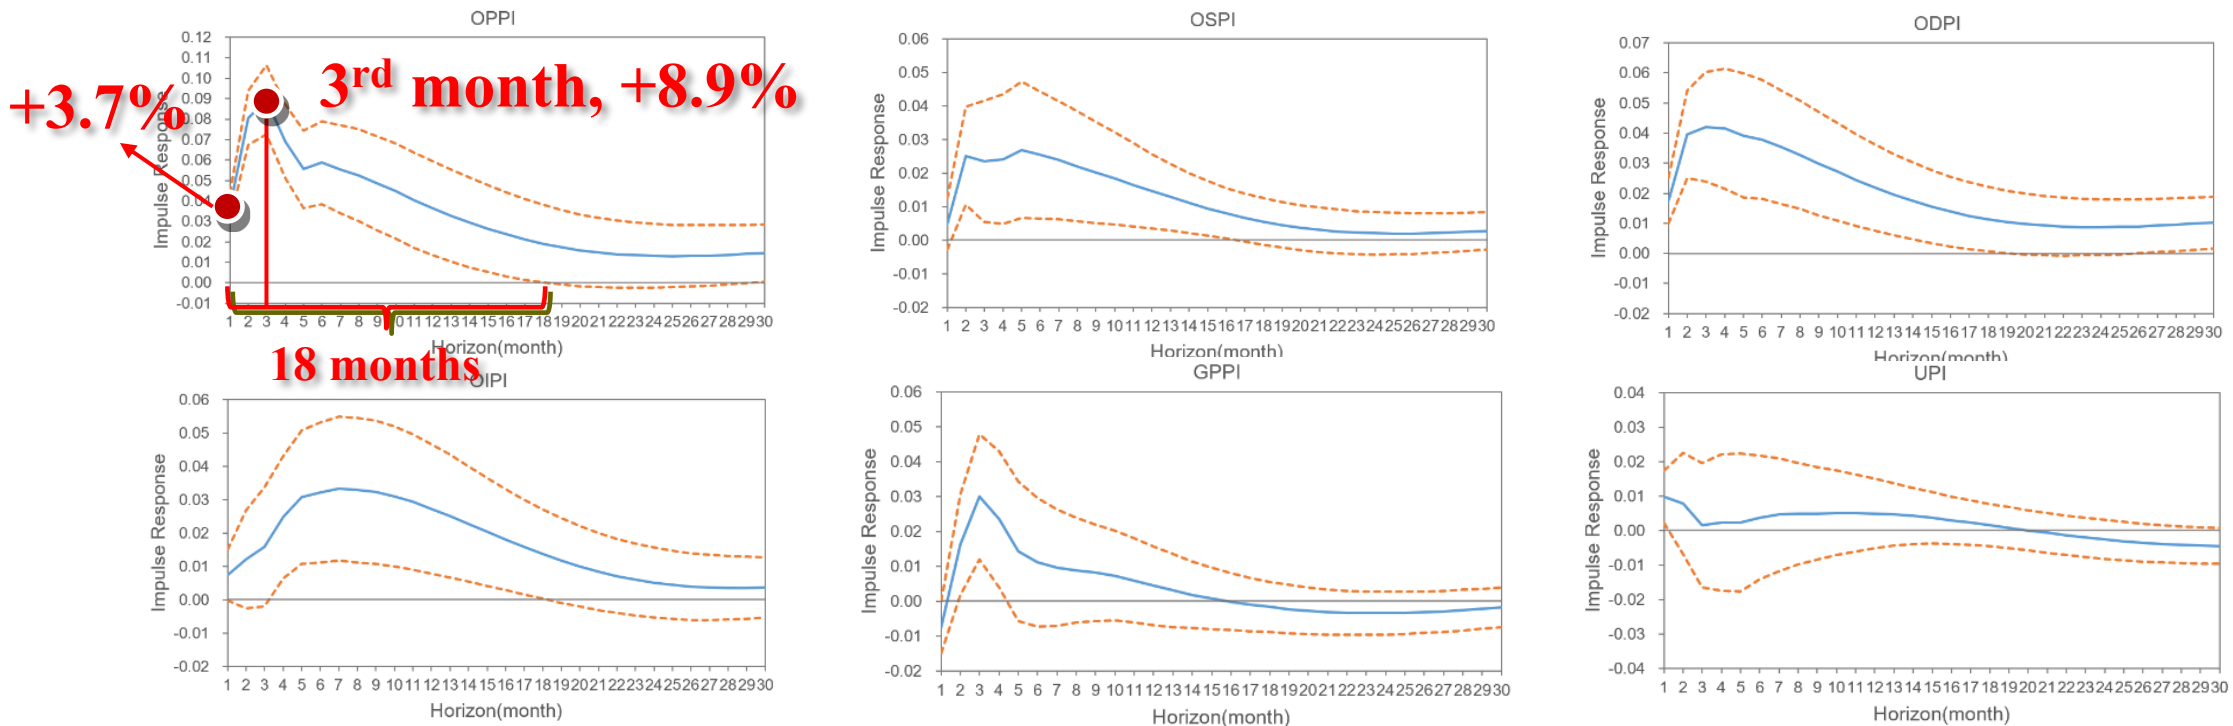 OPPI
0.12
0.11
0.10
0.09
0.08
0.07
0.06
0.05
0.04
0.03
0.02
0.01
0.00
-0.01
Impulse Response
+3.7%
3rd month, +8.9%
1 2 3 4 5 6 7 8 9 10 11 12 13 14 15 16 17 18 19 20 21 22 23 24 25 26 27 28 29 30
Horizon(month)
18 months
OSPI
0.06
0.05
0.04
0.03
0.02
0.01
0.00
-0.01
-0.02
Impulse Response
1 2 3 4 5 6 7 8 9 10 11 12 13 14 15 16 17 18 19 20 21 22 23 24 25 26 27 28 29 30
Horizon(month)
ODPI
0.07
0.06
0.05
0.04
0.03
0.02
0.01
0.00
-0.01
-0.02
Impulse Response
1 2 3 4 5 6 7 8 9 10 11 12 13 14 15 16 17 18 19 20 21 22 23 24 25 26 27 28 29 30
Horizon(month)
OIPI
0.06
0.05
0.04
0.03
0.02
0.01
0.00
-0.01
-0.02
Impulse Response
1 2 3 4 5 6 7 8 9 10 11 12 13 14 15 16 17 18 19 20 21 22 23 24 25 26 27 28 29 30
Horizon(month)
GPPI
0.06
0.05
0.04
0.03
0.02
0.01
0.00
-0.01
-0.02
Impulse Response
1 2 3 4 5 6 7 8 9 10 11 12 13 14 15 16 17 18 19 20 21 22 23 24 25 26 27 28 29 30
Horizon(month)
UPI
0.04
0.03
0.02
0.01
0.00
-0.01
-0.02
-0.03
-0.04
Impulse Response
1 2 3 4 5 6 7 8 9 10 11 12 13 14 15 16 17 18 19 20 21 22 23 24 25 26 27 28 29 30
Horizon(month)